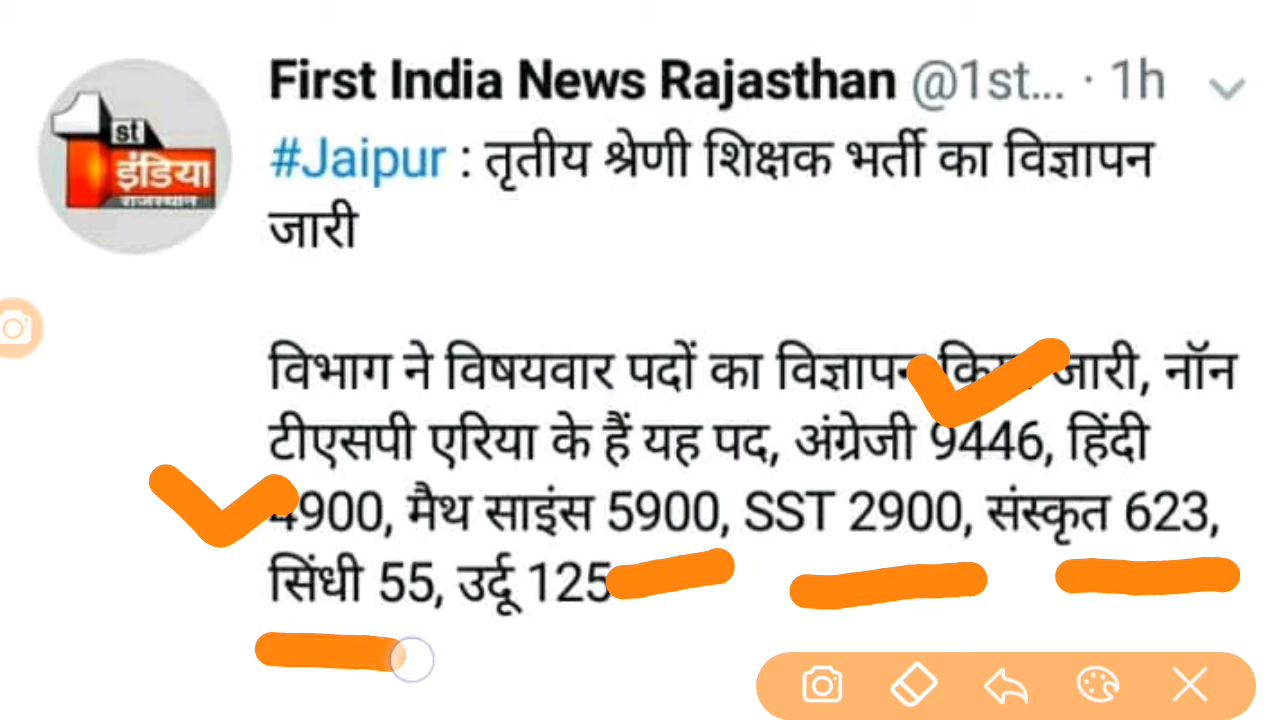 First India News Rajasthan @1st... · 1h
1st
इंडिया
राजस्थान
#Jaipur : तृतीय श्रेणी शिक्षक भर्ती का विज्ञापन
जारी
विभाग ने विषयवार पदों का विज्ञापन किया जारी, नॉन
टीएसपी एरिया के हैं यह पद, अंग्रेजी 9446, हिंदी
4900, मैथ साइंस 5900, SST 2900, संस्कृत 623,
सिंधी 55, उर्दू 125